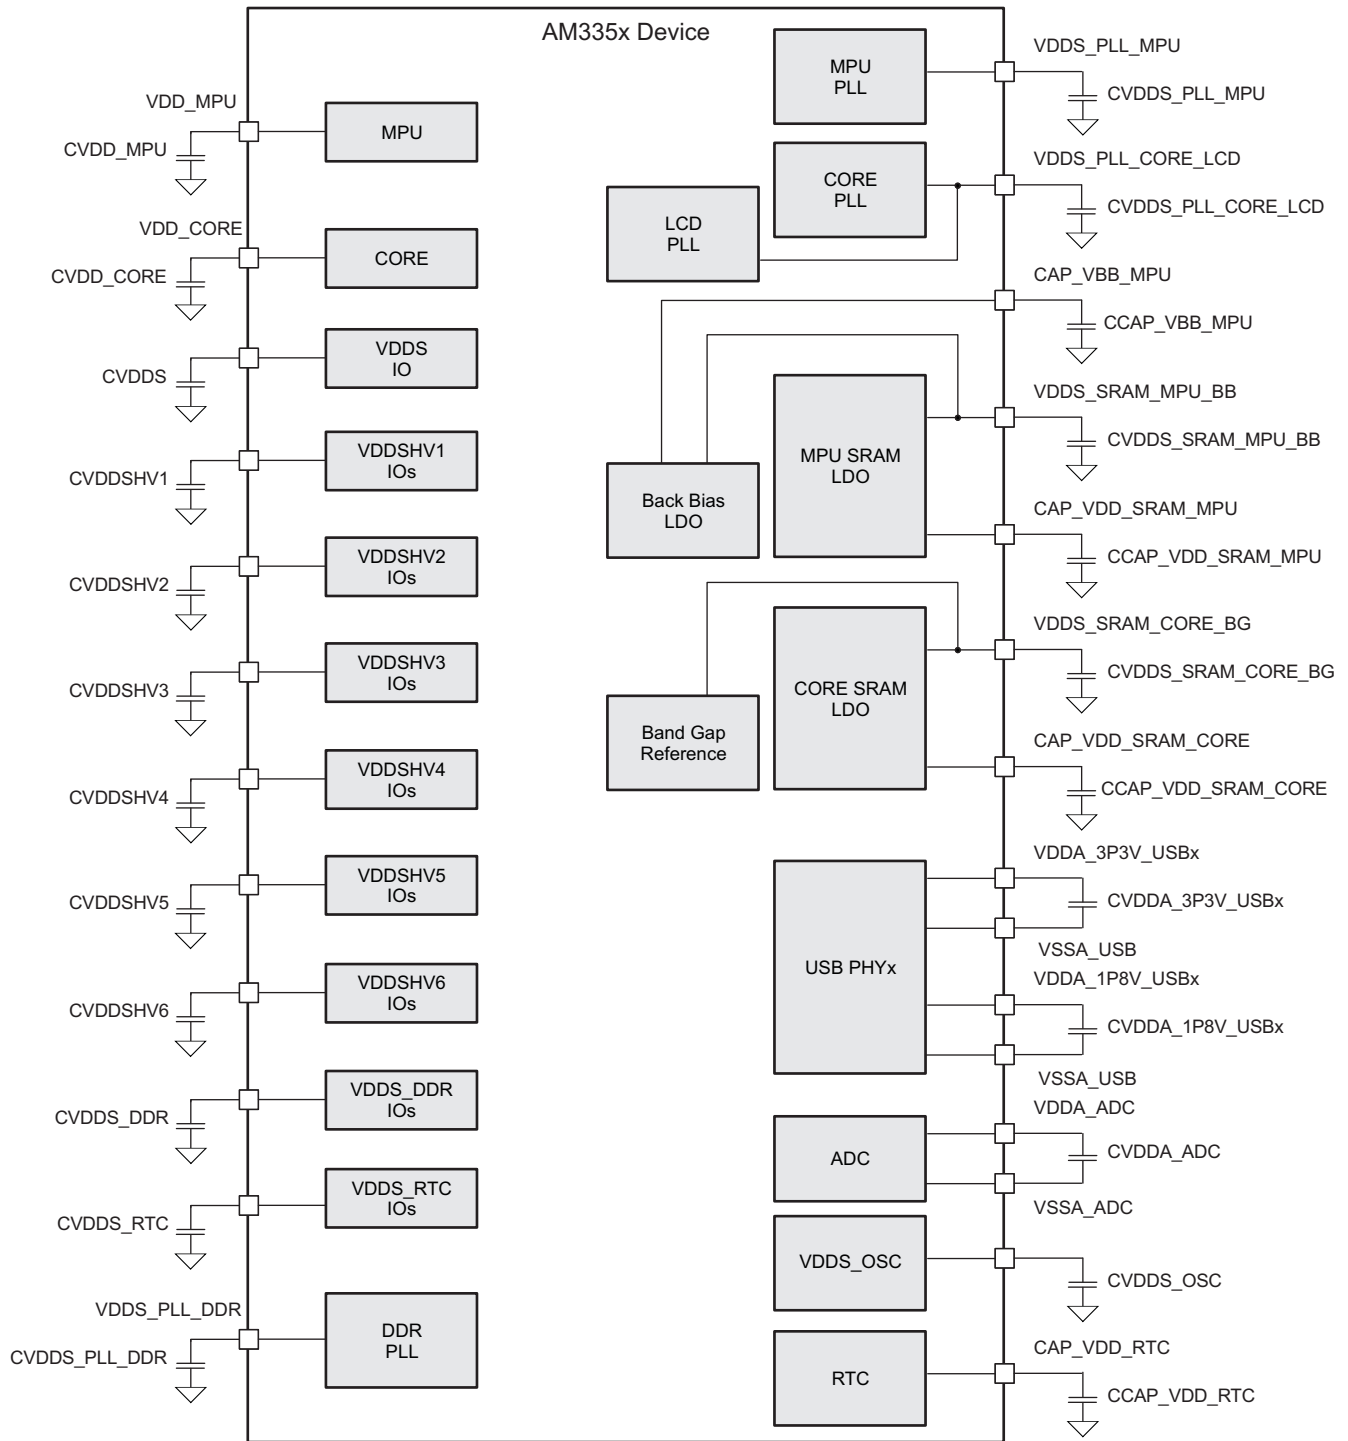 AM335x Device
VDD_MPU
CVDD_MPU
MPU
VDD_CORE
CVDD_CORE
CORE
CVDDS
VDDS
IO
CVDDSHV1
VDDSHV1
IOs
CVDDSHV2
VDDSHV2
IOs
CVDDSHV3
VDDSHV3
IOs
CVDDSHV4
VDDSHV4
IOs
CVDDSHV5
VDDSHV5
IOs
CVDDSHV6
VDDSHV6
IOs
CVDDS_DDR
VDDS_DDR
IOs
CVDDS_RTC
VDDS_RTC
IOs
VDDS_PLL_DDR
CVDDS_PLL_DDR
DDR
PLL
MPU
PLL
VDDS_PLL_MPU
CVDDS_PLL_MPU
CORE
PLL
VDDS_PLL_CORE_LCD
CVDDS_PLL_CORE_LCD
LCD
PLL
CAP_VBB_MPU
CCAP_VBB_MPU
MPU SRAM
LDO
VDDS_SRAM_MPU_BB
CVDDS_SRAM_MPU_BB
Back Bias
LDO
CAP_VDD_SRAM_MPU
CCAP_VDD_SRAM_MPU
CORE SRAM
LDO
VDDS_SRAM_CORE_BG
CVDDS_SRAM_CORE_BG
Band Gap
Reference
CAP_VDD_SRAM_CORE
CCAP_VDD_SRAM_CORE
USB PHYx
VDDA_3P3V_USBx
CVDDA_3P3V_USBx
VSSA_USB
VDDA_1P8V_USBx
CVDDA_1P8V_USBx
VSSA_USB
ADC
VDDA_ADC
CVDDA_ADC
VSSA_ADC
VDDS_OSC
CVDDS_OSC
RTC
CAP_VDD_RTC
CCAP_VDD_RTC